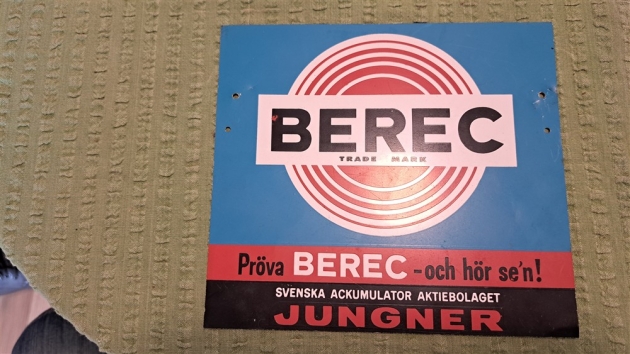 BEREC
TRADE MARK
Pröva BEREC - och hör se'n!
SVENSKA ACKUMULATOR AKTIEBOLAGET
JUNGNER